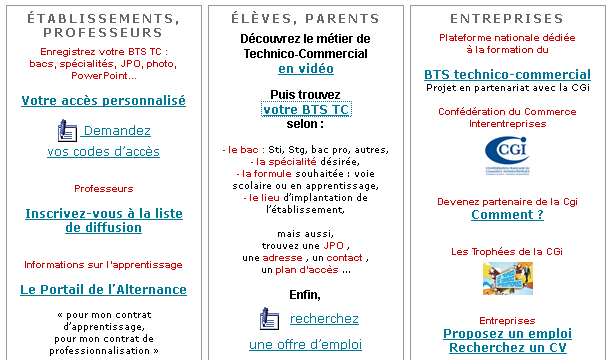 ÉTABLISSEMENTS,
PROFESSEURS
Enregistrez votre BTS TC :
bacs, spécialités, JPO, photo,
PowerPoint...
Votre accès personnalisé
Demandez
vos codes d'accès
Professeurs
Inscrivez-vous à la liste
de diffusion
Informations sur l'apprentissage
Le Portail de l'Alternance
« pour mon contrat
d'apprentissage,
pour mon contrat de
professionnalisation »
ÉLÈVES, PARENTS
Découvrez le métier de
Technico-Commercial
en vidéo
Puis trouvez
votre BTS TC
selon :
- le bac : Sti, Stg, bac pro, autres,
- la spécialité désirée,
- la formule souhaitée : voie
scolaire ou en apprentissage,
- le lieu d'implantation de
l'établissement,
mais aussi,
trouvez une JPO ,
une adresse , un contact ,
un plan d'accès ...
Enfin,
recherchez
une offre d'emploi
ENTREPRISES
Plateforme nationale dédiée
à la formation du
BTS technico-commercial
Projet en partenariat avec la CGi
Confédération du Commerce
Interentreprises
CGI
Devenez partenaire de la Cgi
Comment ?
Les Trophées de la CGi
Entreprises
Proposez un emploi
Recherchez un CV